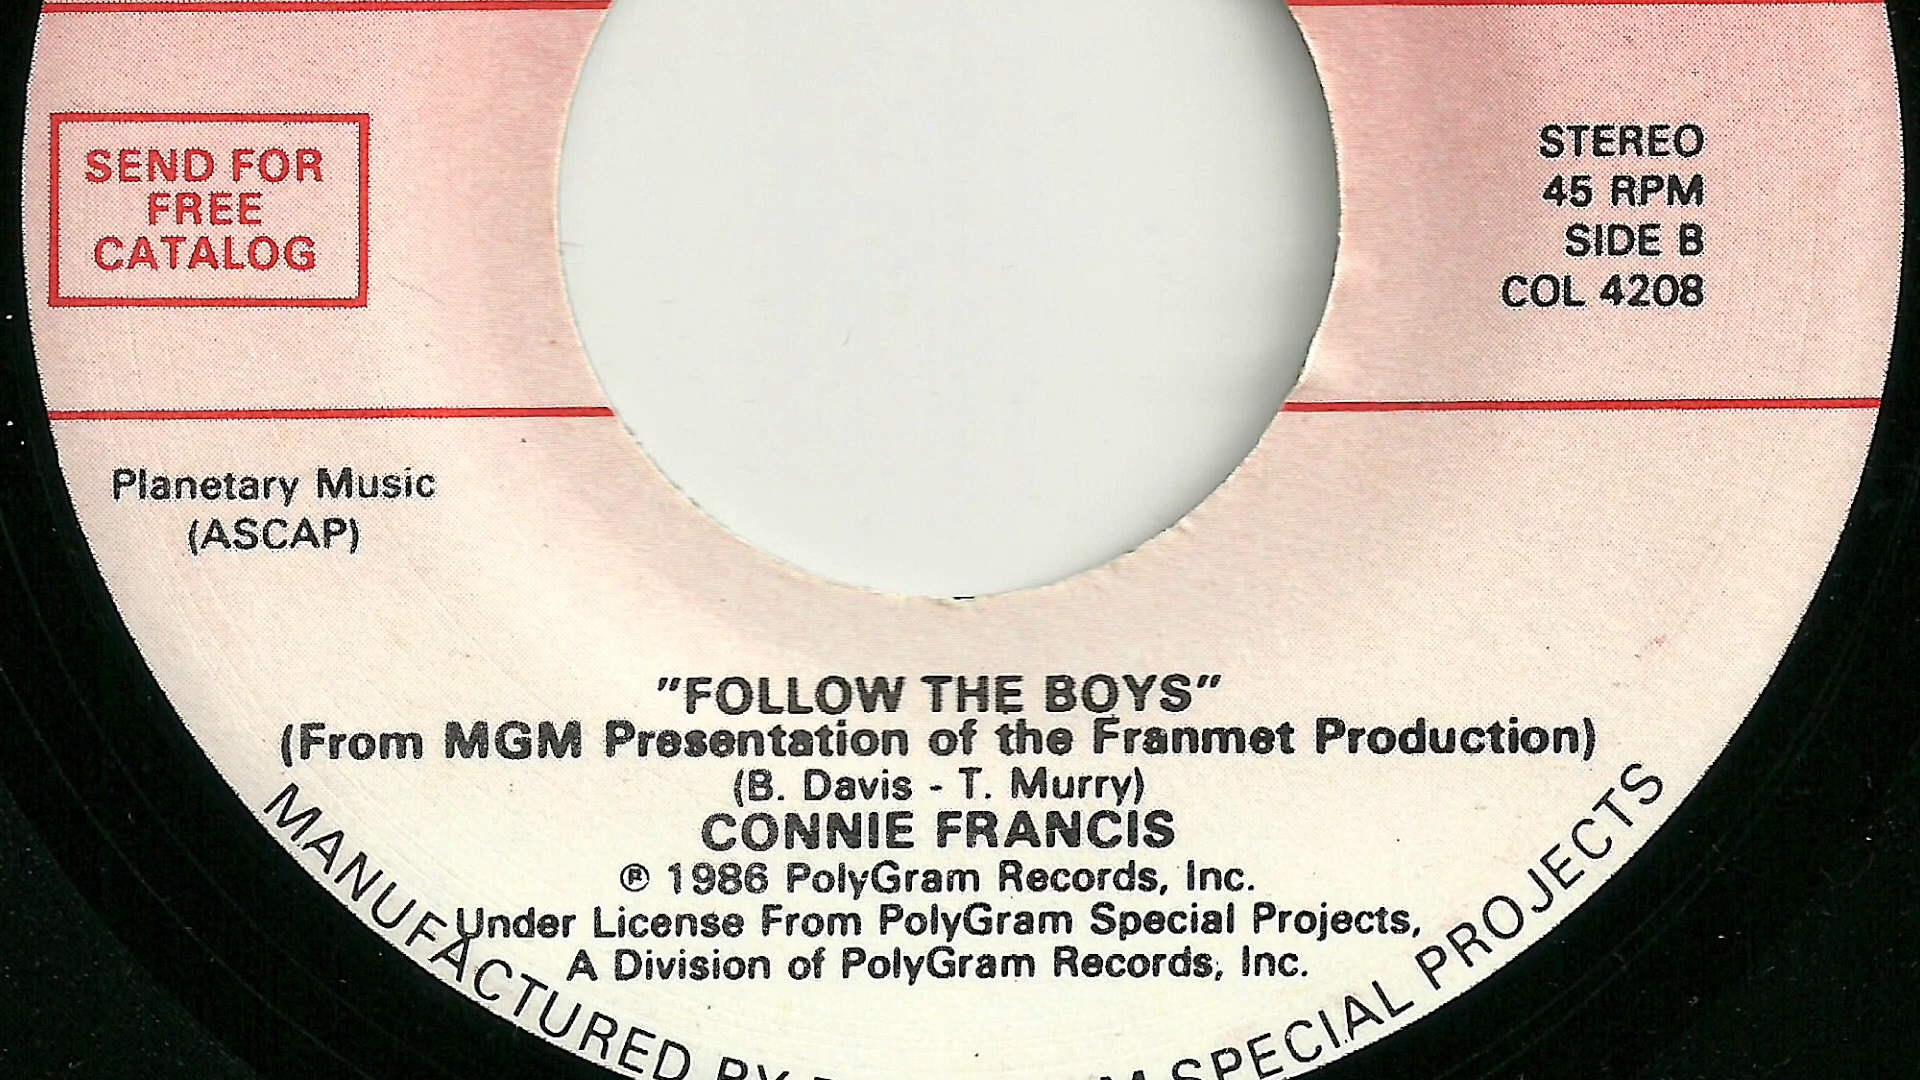 SEND FOR
FREE
CATALOG
STEREO
45 RPM
SIDE B
COL 4208
Planetary Music
(ASCAP)
"FOLLOW THE BOYS"
(From MGM Presentation of the Franmet Production)
(B. Davis - T. Murry)
CONNIE FRANCIS
℗ 1986 PolyGram Records, Inc.
Under License From PolyGram Special Projects,
A Division of PolyGram Records, Inc.
MANUFACTURED BY SPECIAL PROJECTS